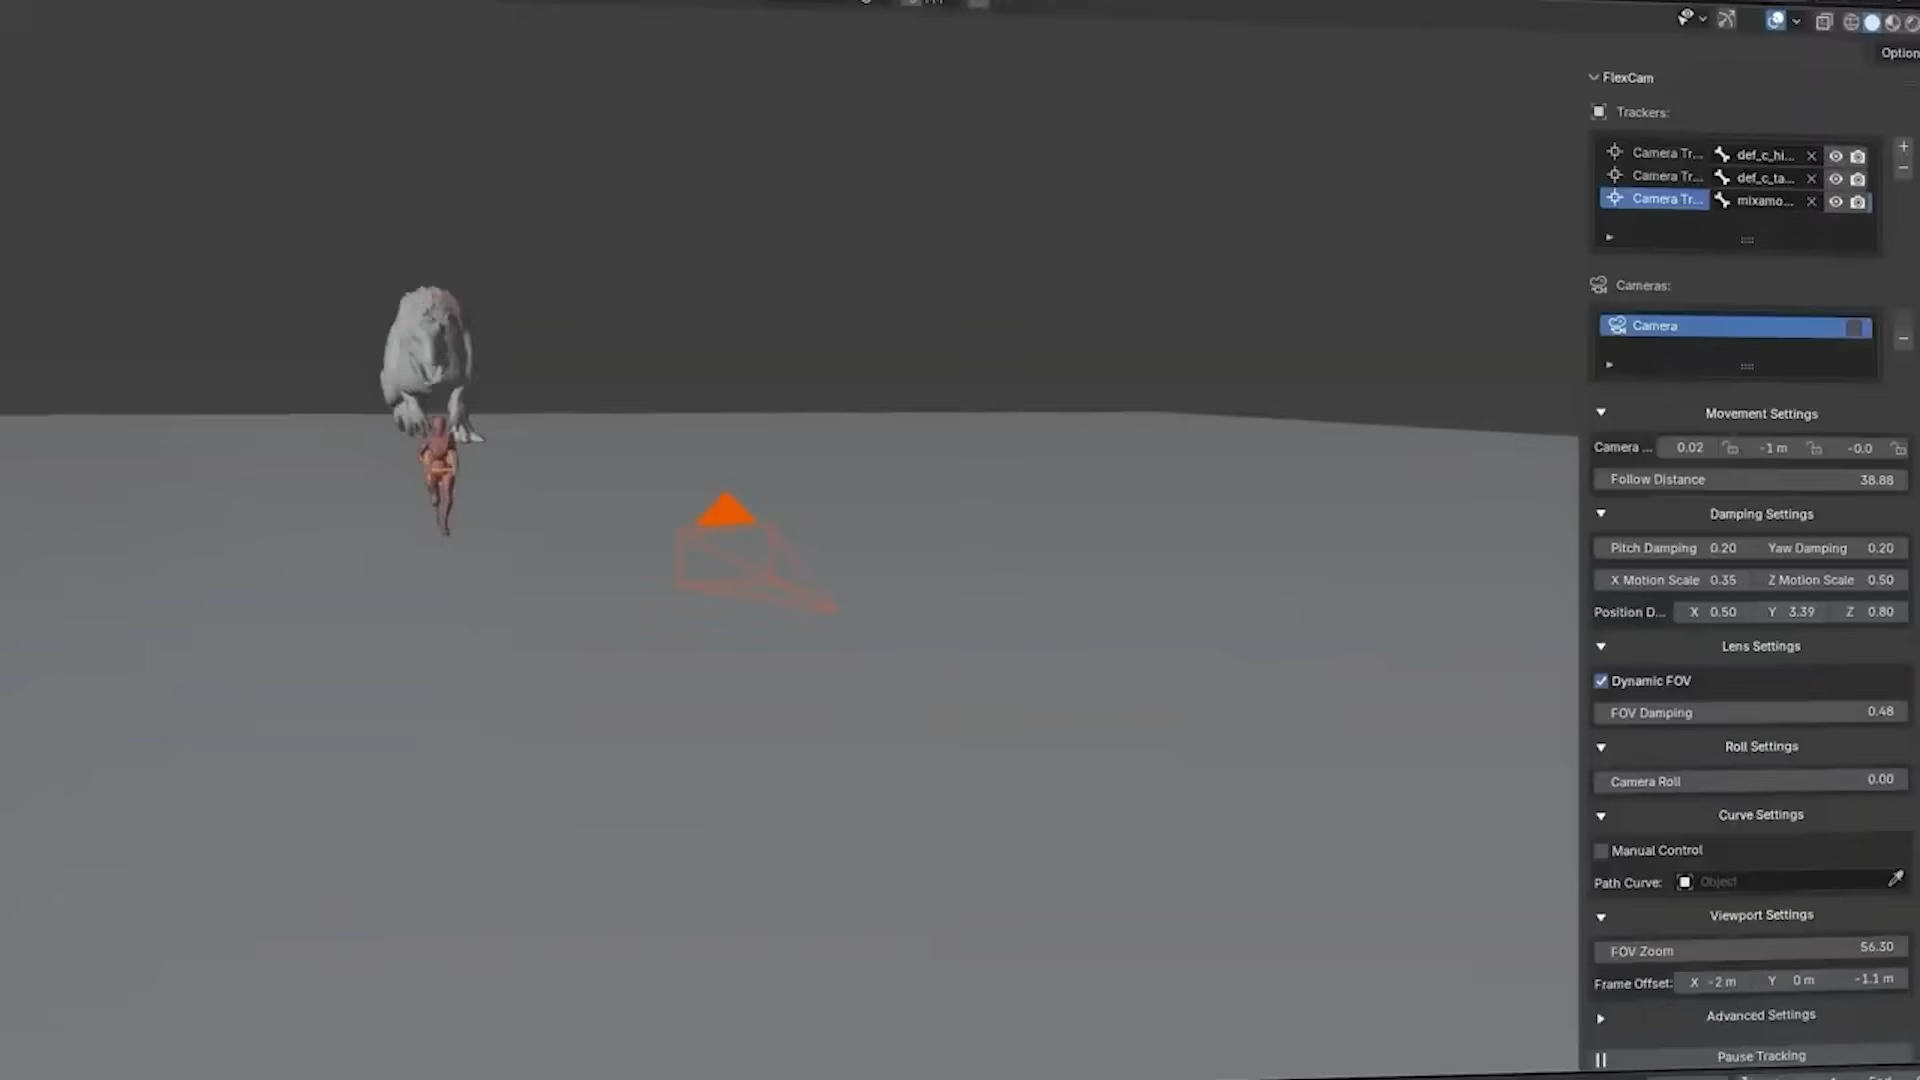 Option
FlexCam
Trackers:
Camera Tr... def_c_hi...
Camera Tr... def_c_ta...
Camera Tr... mixamo...
Cameras:
Camera
Movement Settings
Camera ... 0.02 -1 m -0.0
Follow Distance 38.88
Damping Settings
Pitch Damping 0.20 Yaw Damping 0.20
X Motion Scale 0.35 Z Motion Scale 0.50
Position D... X 0.50 Y 3.39 Z 0.80
Lens Settings
Dynamic FOV
FOV Damping 0.48
Roll Settings
Camera Roll 0.00
Curve Settings
Manual Control
Path Curve: Object
Viewport Settings
FOV Zoom 56.30
Frame Offset: X -2 m Y 0 m -1.1 m
Advanced Settings
Pause Tracking